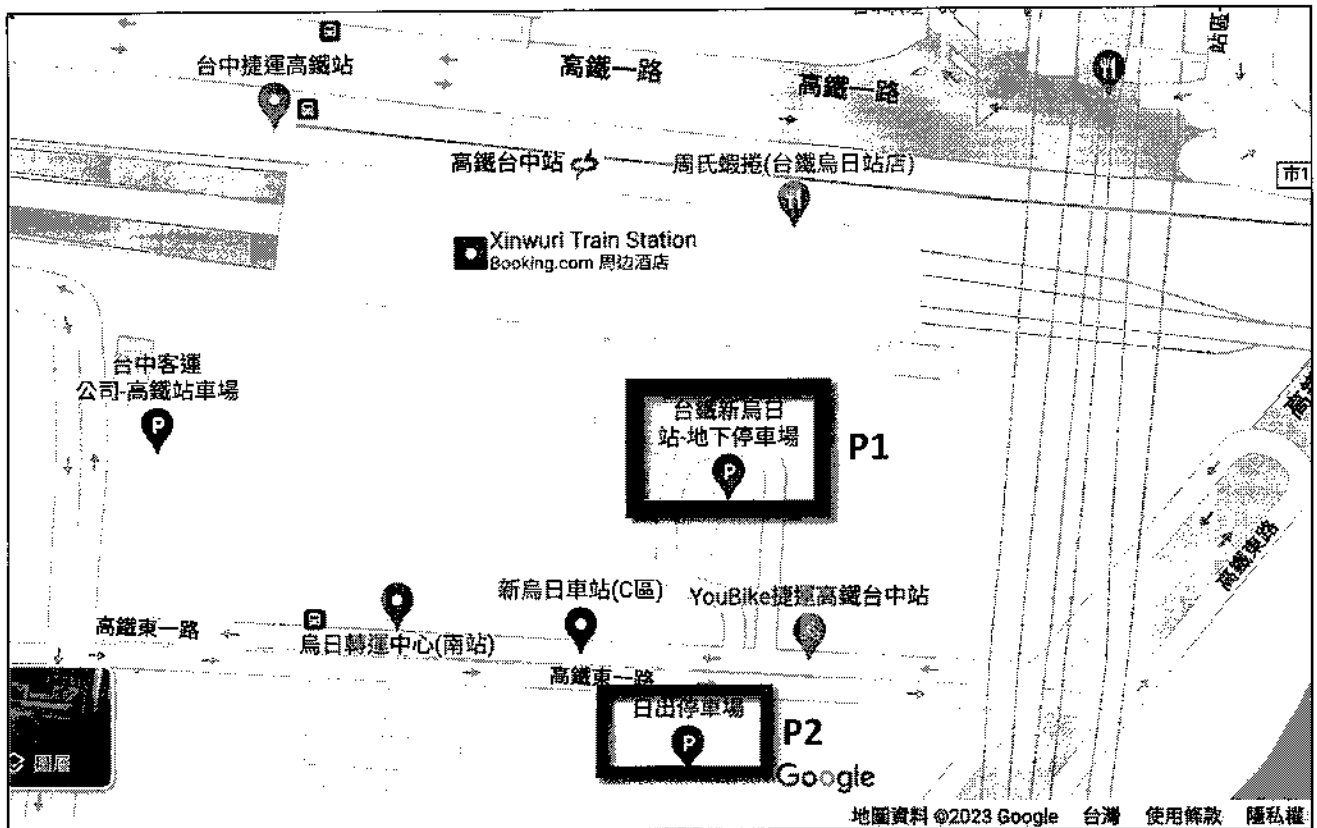 台中捷運高鐵站
高鐵一路
高鐵一路
站區
高鐵台中站
周氏蝦捲(台鐵烏日站店)
市1
Xinwuri Train Station
Booking.com 周边酒店
台中客運
公司-高鐵站車場
台鐵新烏日
站-地下停車場
P
P
P1
高鐵東路
新烏日車站(C區)
YouBike捷運高鐵台中站
高鐵東一路
烏日轉運中心(南站)
高鐵東一路
日出停車場
P
P2
圖層
Google
地圖資料 ©2023 Google 台灣 使用條款 隱私權